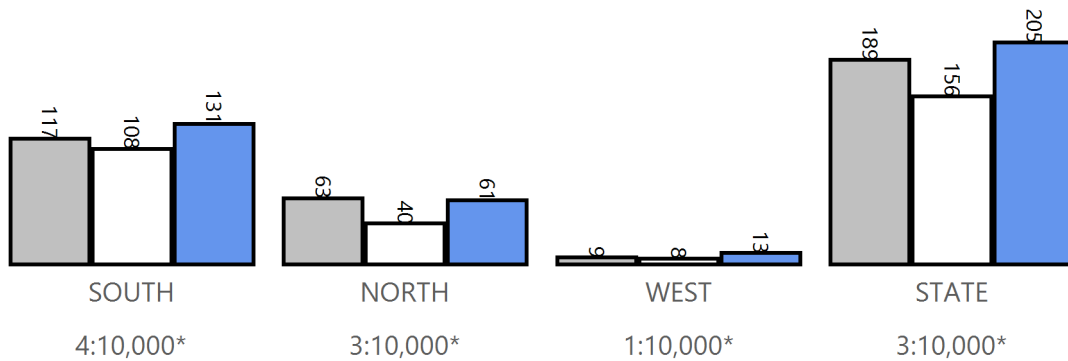 117 108 131 63 40 61 9 8 13 189 156 205
SOUTH NORTH WEST STATE
4:10,000* 3:10,000* 1:10,000* 3:10,000*